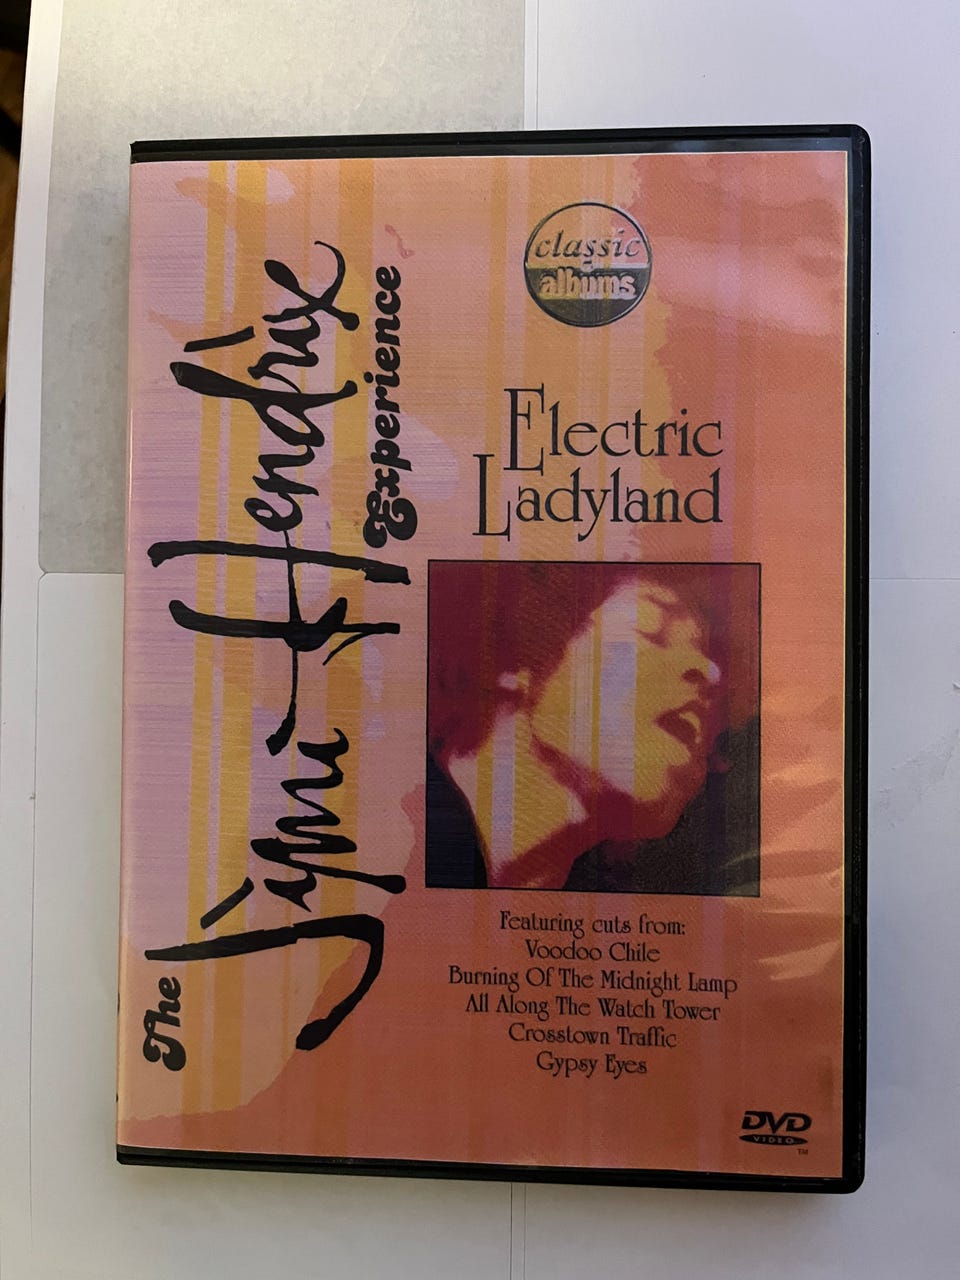 The Jimi Hendrix
Experience
classic
albums
Electric
Ladyland
Featuring cuts from:
Voodoo Chile
Burning Of The Midnight Lamp
All Along The Watch Tower
Crosstown Traffic
Gypsy Eyes
DVD
VIDEO
TM